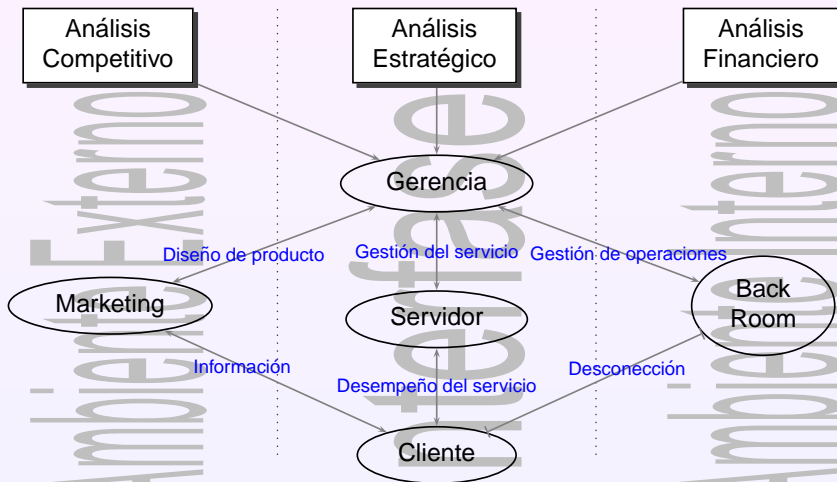 Análisis
Competitivo
Análisis
Estratégico
Análisis
Financiero
Gerencia
Diseño de producto
Gestión del servicio
Gestión de operaciones
Marketing
Servidor
Back
Room
Información
Desempeño del servicio
Desconección
Cliente
Ambiente Externo
Interfase
Ambiente Interno